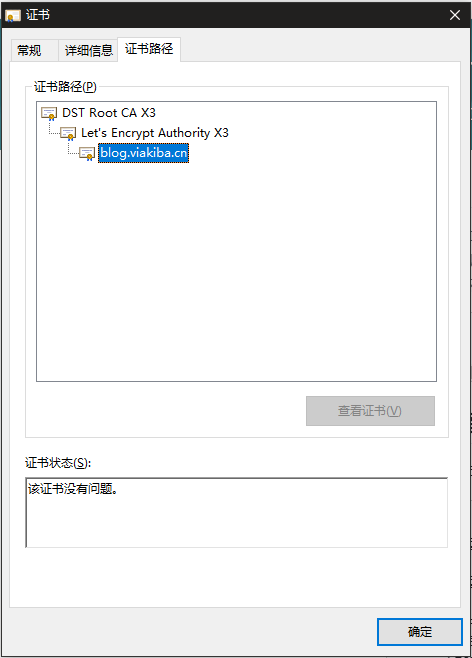 证书
常规 详细信息 证书路径
证书路径(P)
DST Root CA X3
Let's Encrypt Authority X3
blog.viakiba.cn
查看证书(V)
证书状态(S):
该证书没有问题。
确定